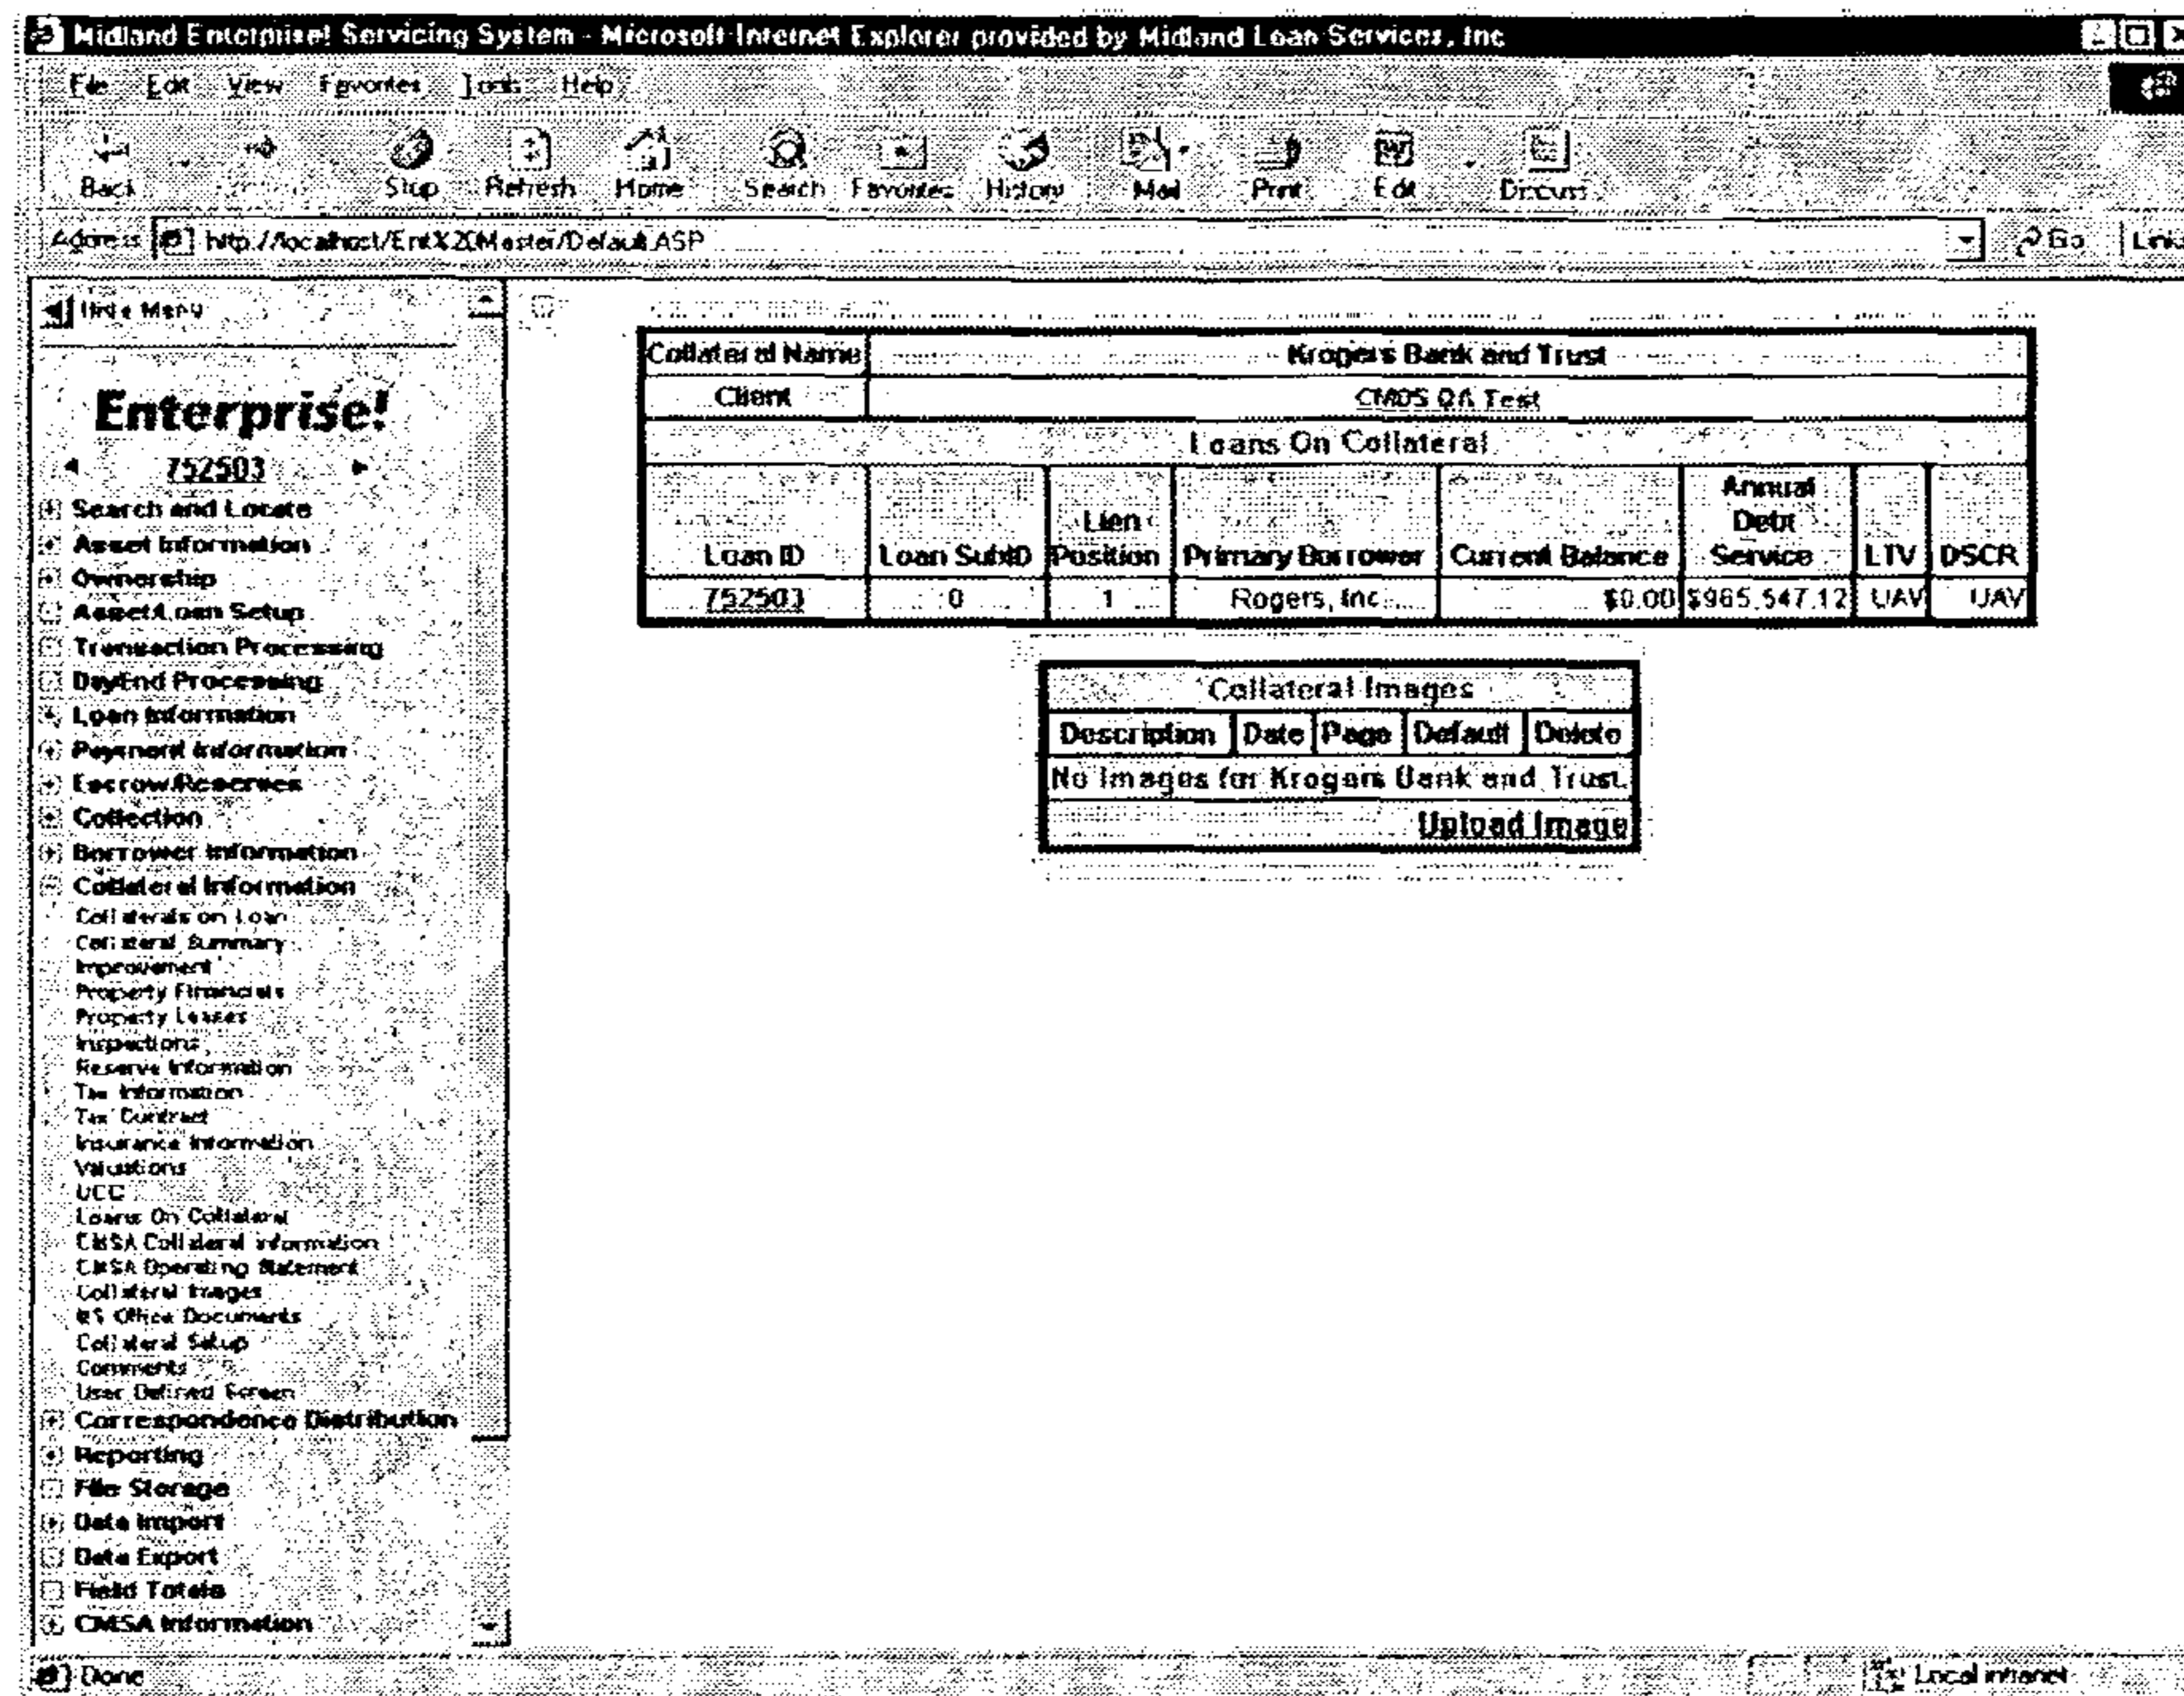 Midland Enterprise! Servicing System - Microsoft Internet Explorer provided by Midland Loan Services, Inc
File Edit View Favorites Tools Help
Back Stop Refresh Home Search Favorites History Mail Print Edit Discuss
Address http://localhost/Ent%20Master/Default.ASP Go Links
Hide Menu
Enterprise!
752503
Search and Locate
Asset Information
Ownership
Asset/Loan Setup
Transaction Processing
DayEnd Processing
Loan Information
Payment Information
Escrow/Reserves
Collection
Borrower Information
Collateral Information
Collaterals on Loan
Collateral Summary
Improvement
Property Financials
Property Leases
Inspections
Reserve Information
Tax Information
Tax Contract
Insurance Information
Valuations
UCC
Loans On Collateral
CMSA Collateral Information
CMSA Operating Statement
Collateral Images
MS Office Documents
Collateral Setup
Comments
User Defined Screen
Correspondence Distribution
Reporting
File Storage
Data Import
Data Export
Field Totals
CMSA Information
Collateral Name Krogers Bank and Trust
Client CMDS QA Test
Loans On Collateral
Loan ID Loan SubID Lien Position Primary Borrower Current Balance Annual Debt Service LTV DSCR
752503 0 1 Rogers, Inc. $0.00 $985,547.12 UAV UAV
Collateral Images
Description Date Page Default Delete
No Images for Krogers Bank and Trust.
Upload Image
Done Local intranet